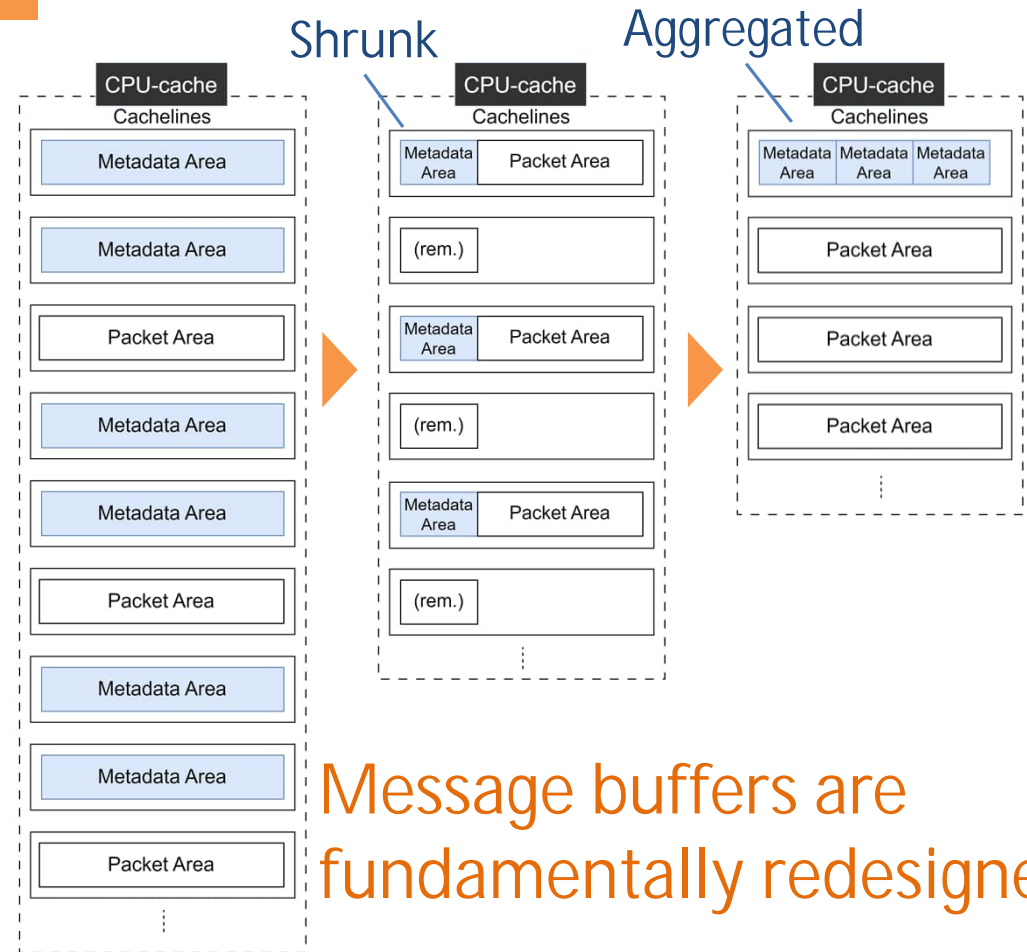 Shrunk
Aggregated
CPU-cache
Cachelines
Metadata Area
Metadata Area
Packet Area
Metadata Area
Metadata Area
Packet Area
Metadata Area
Metadata Area
Packet Area
CPU-cache
Cachelines
Metadata
Area
Packet Area
(rem.)
Metadata
Area
Packet Area
(rem.)
Metadata
Area
Packet Area
(rem.)
CPU-cache
Cachelines
Metadata Metadata Metadata
Area Area Area
Packet Area
Packet Area
Packet Area
Message buffers are
fundamentally redesigne